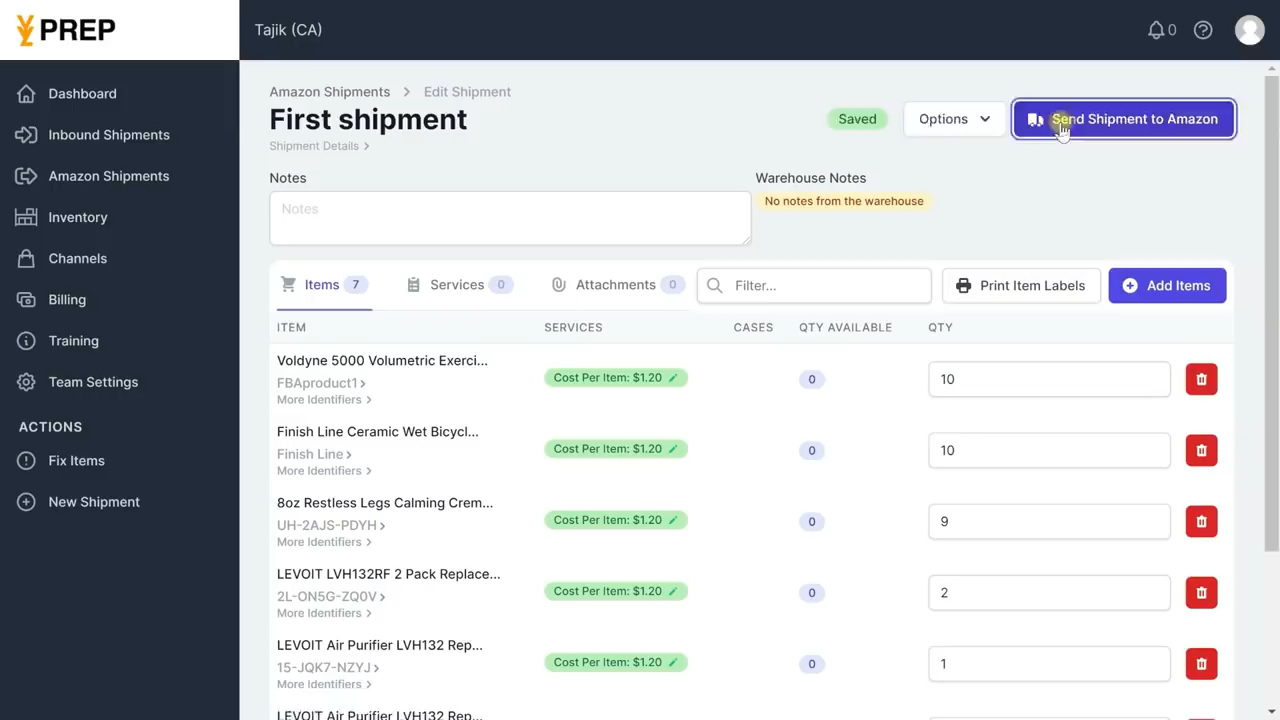 PREP
Tajik (CA)
0
Dashboard
Inbound Shipments
Amazon Shipments
Inventory
Channels
Billing
Training
Team Settings
ACTIONS
Fix Items
New Shipment
Amazon Shipments > Edit Shipment
First shipment
Shipment Details >
Saved
Options
Send Shipment to Amazon
Notes
Notes
Warehouse Notes
No notes from the warehouse
Items 7
Services 0
Attachments 0
Filter...
Print Item Labels
Add Items
ITEM SERVICES CASES QTY AVAILABLE QTY
Voldyne 5000 Volumetric Exerci...
FBAproduct1 >
More Identifiers >
Cost Per Item: $1.20
0
10
Finish Line Ceramic Wet Bicycl...
Finish Line >
More Identifiers >
Cost Per Item: $1.20
0
10
8oz Restless Legs Calming Crem...
UH-2AJS-PDYH >
More Identifiers >
Cost Per Item: $1.20
0
9
LEVOIT LVH132RF 2 Pack Replace...
2L-ON5G-ZQ0V >
More Identifiers >
Cost Per Item: $1.20
0
2
LEVOIT Air Purifier LVH132 Rep...
15-JQK7-NZYJ >
More Identifiers >
Cost Per Item: $1.20
0
1
LEVOIT Air Purifier LVH132 Rep...